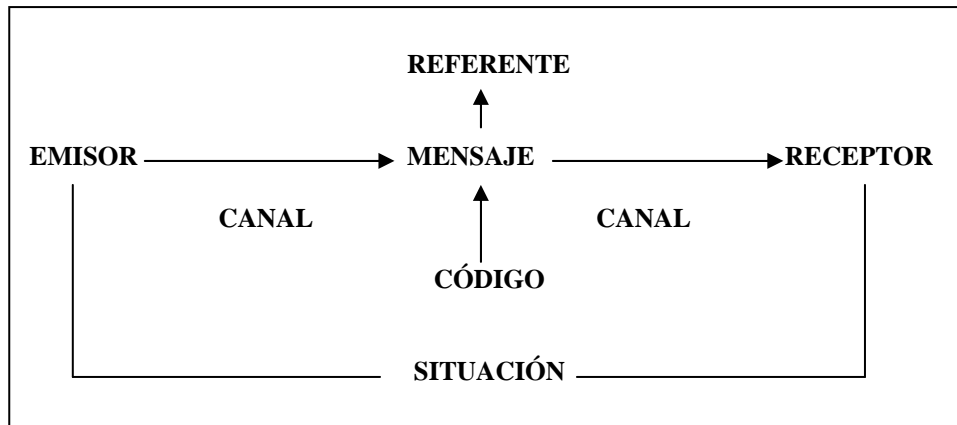 REFERENTE
EMISOR MENSAJE RECEPTOR
CANAL CANAL
CÓDIGO
SITUACIÓN